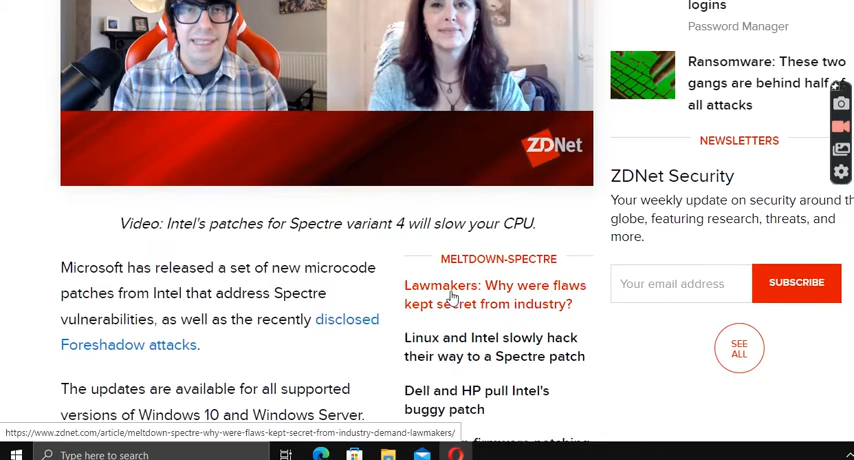 logins
Password Manager
Ransomware: These two
gangs are behind half of
all attacks
ZDNet
NEWSLETTERS
ZDNet Security
Your weekly update on security around th
globe, featuring research, threats, and
more.
Your email address
SUBSCRIBE
SEE
ALL
Video: Intel's patches for Spectre variant 4 will slow your CPU.
Microsoft has released a set of new microcode
patches from Intel that address Spectre
vulnerabilities, as well as the recently disclosed
Foreshadow attacks.
The updates are available for all supported
versions of Windows 10 and Windows Server.
MELTDOWN-SPECTRE
Lawmakers: Why were flaws
kept secret from industry?
Linux and Intel slowly hack
their way to a Spectre patch
Dell and HP pull Intel's
buggy patch
firmware patching
https://www.zdnet.com/article/meltdown-spectre-why-were-flaws-kept-secret-from-industry-demand-lawmakers/
Type here to search